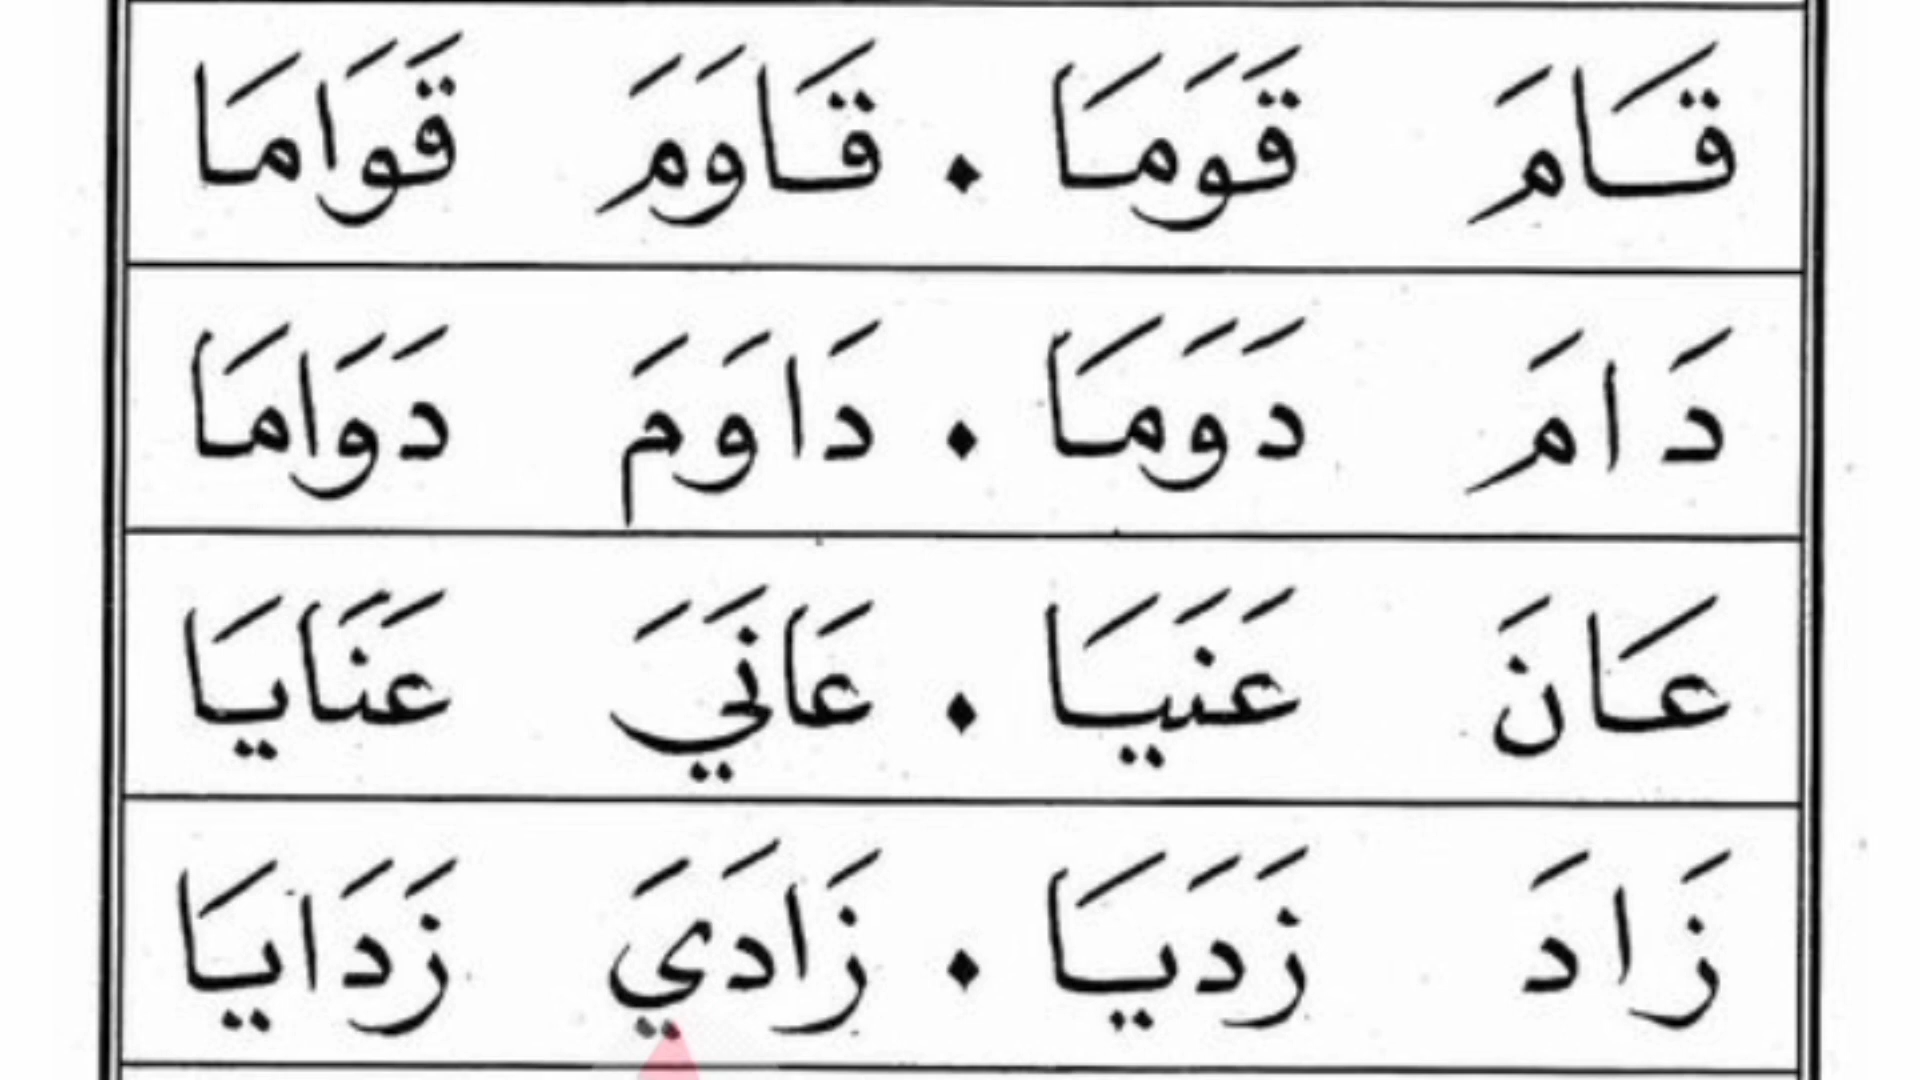 قَامَ قَوَمَا . قَاوَمَ قَوَامَا
دَامَ دَوَمَا . دَاوَمَ دَوَامَا
عَانَ عَنَيَا . عَانَيَ عَنَايَا
زَادَ زَدَيَا . زَادَيَ زَدَايَا